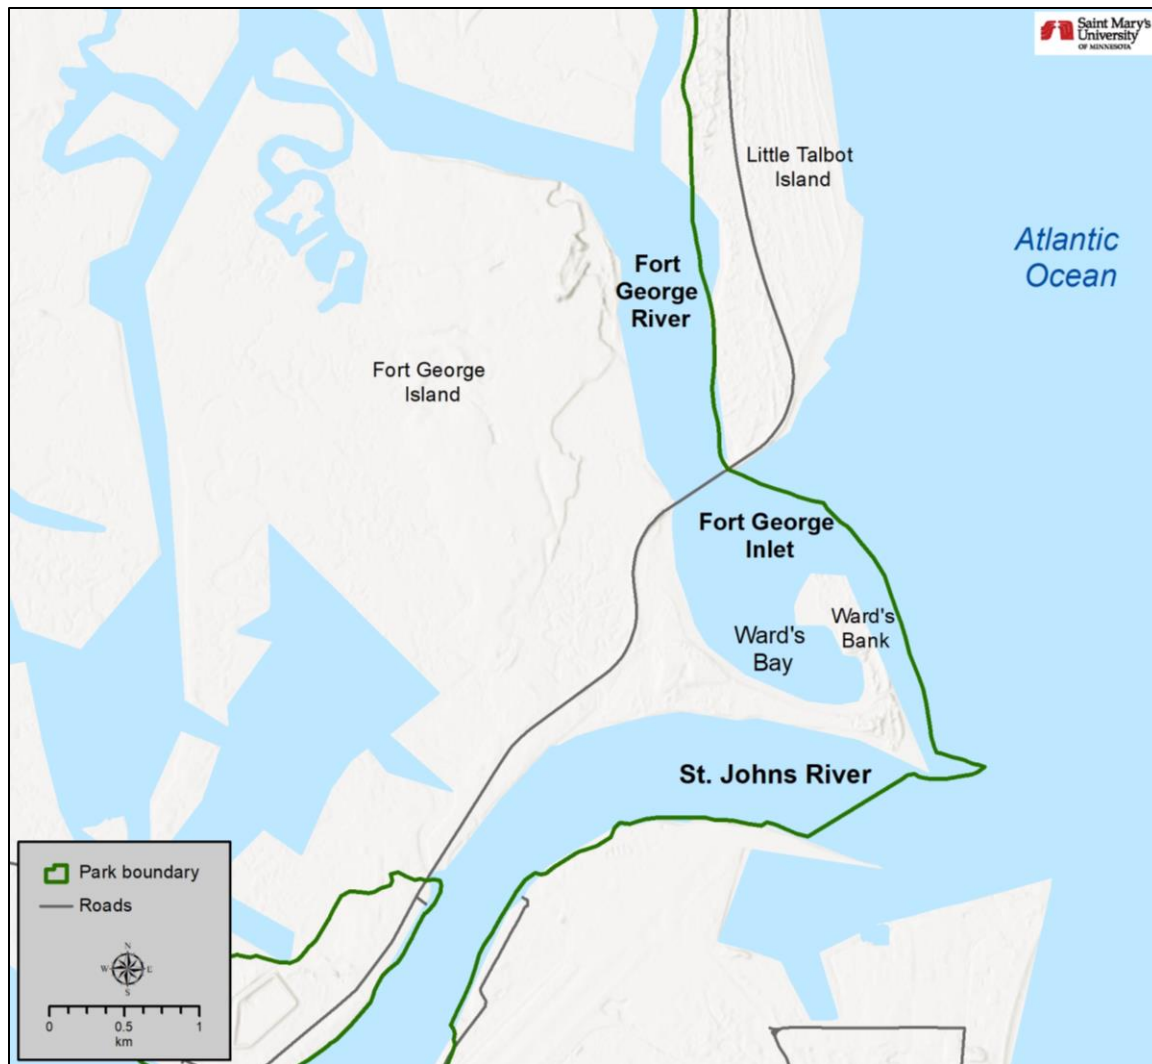 Saint Mary's
University
OF MINNESOTA
Little Talbot
Island
Atlantic
Ocean
Fort
George
River
Fort George
Island
Fort George
Inlet
Ward's
Bank
Ward's
Bay
St. Johns River
Park boundary
Roads
N
W
E
S
0
0.5
1
km